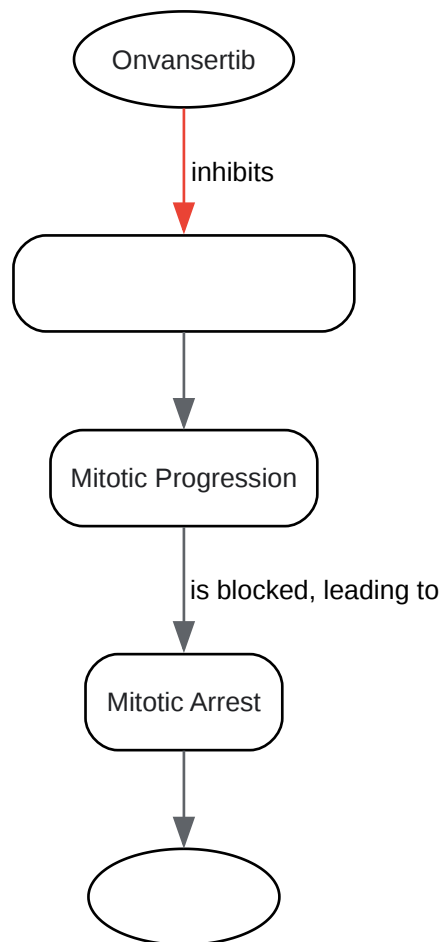 Onvansertib
inhibits
Mitotic Progression
is blocked, leading to
Mitotic Arrest